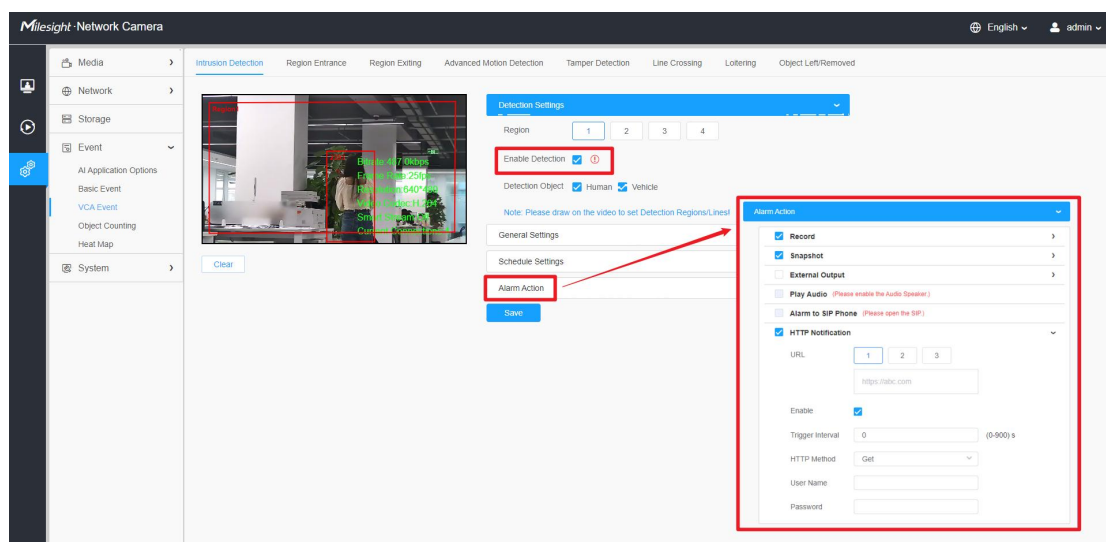 Milesight · Network Camera
English
admin
Media
Network
Storage
Event
AI Application Options
Basic Event
VCA Event
Object Counting
Heat Map
System
Intrusion Detection
Region Entrance
Region Exiting
Advanced Motion Detection
Tamper Detection
Line Crossing
Loitering
Object Left/Removed
Clear
Detection Settings
Region 1 2 3 4
Enable Detection
Detection Object Human Vehicle
Note: Please draw on the video to set Detection Regions/Lines!
General Settings
Schedule Settings
Alarm Action
Save
Alarm Action
Record
Snapshot
External Output
Play Audio (Please enable the Audio Speaker.)
Alarm to SIP Phone (Please open the SIP.)
HTTP Notification
URL 1 2 3
https://abc.com
Enable
Trigger Interval 0 (0-900) s
HTTP Method Get
User Name
Password